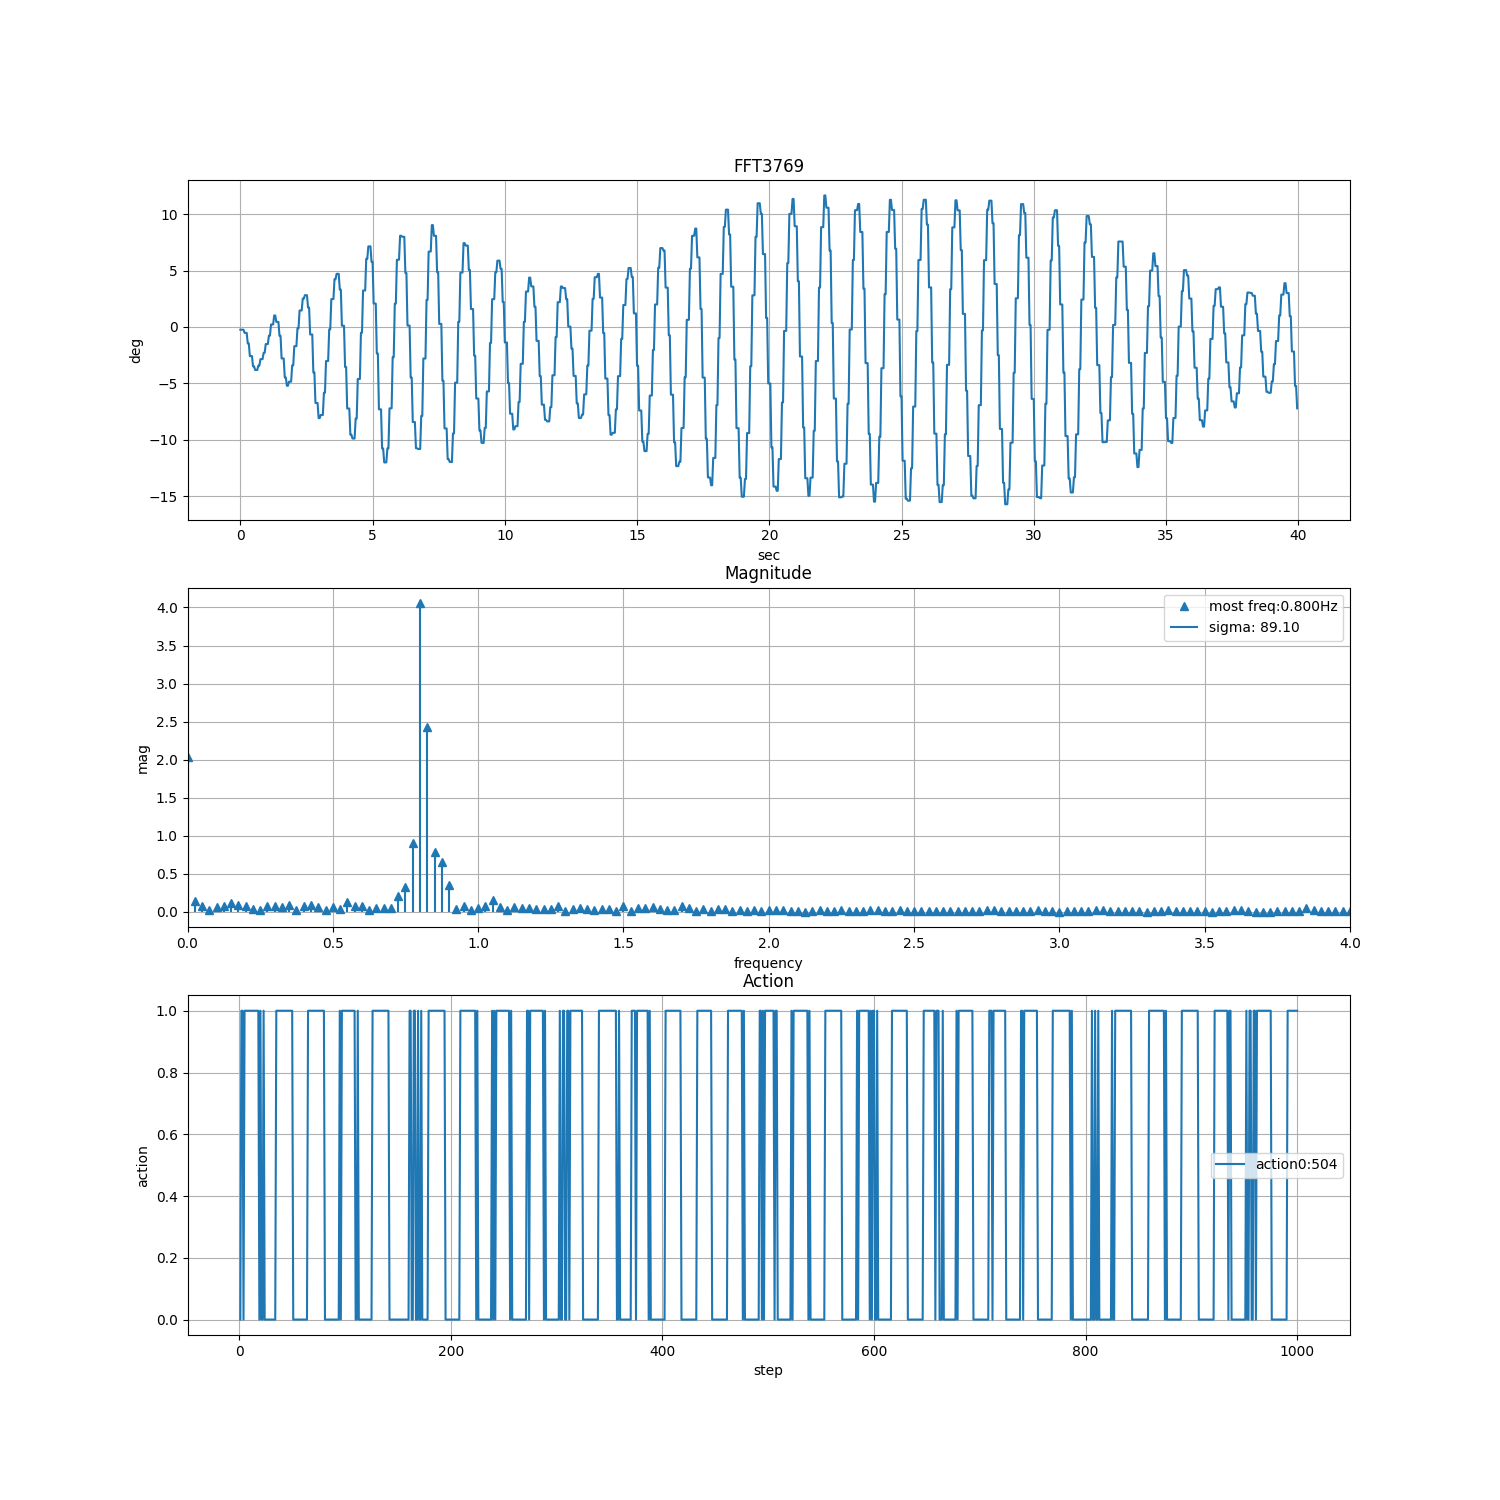 FFT3769
10
5
0
−5
−10
−15
deg
0 5 10 15 20 25 30 35 40
sec
Magnitude
most freq:0.800Hz
sigma: 89.10
4.0
3.5
3.0
2.5
2.0
1.5
1.0
0.5
0.0
mag
0.0 0.5 1.0 1.5 2.0 2.5 3.0 3.5 4.0
frequency
Action
1.0
0.8
0.6
0.4
0.2
0.0
action
action0:504
0 200 400 600 800 1000
step